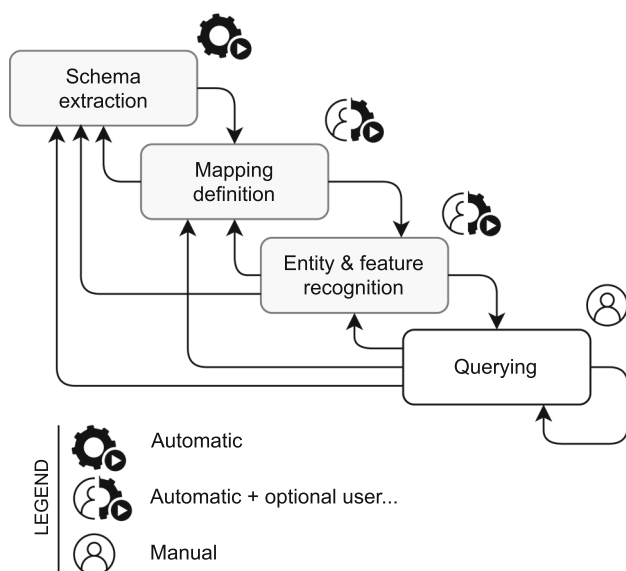 Schema
extraction
Mapping
definition
Entity & feature
recognition
Querying
LEGEND
Automatic
Automatic + optional user...
Manual